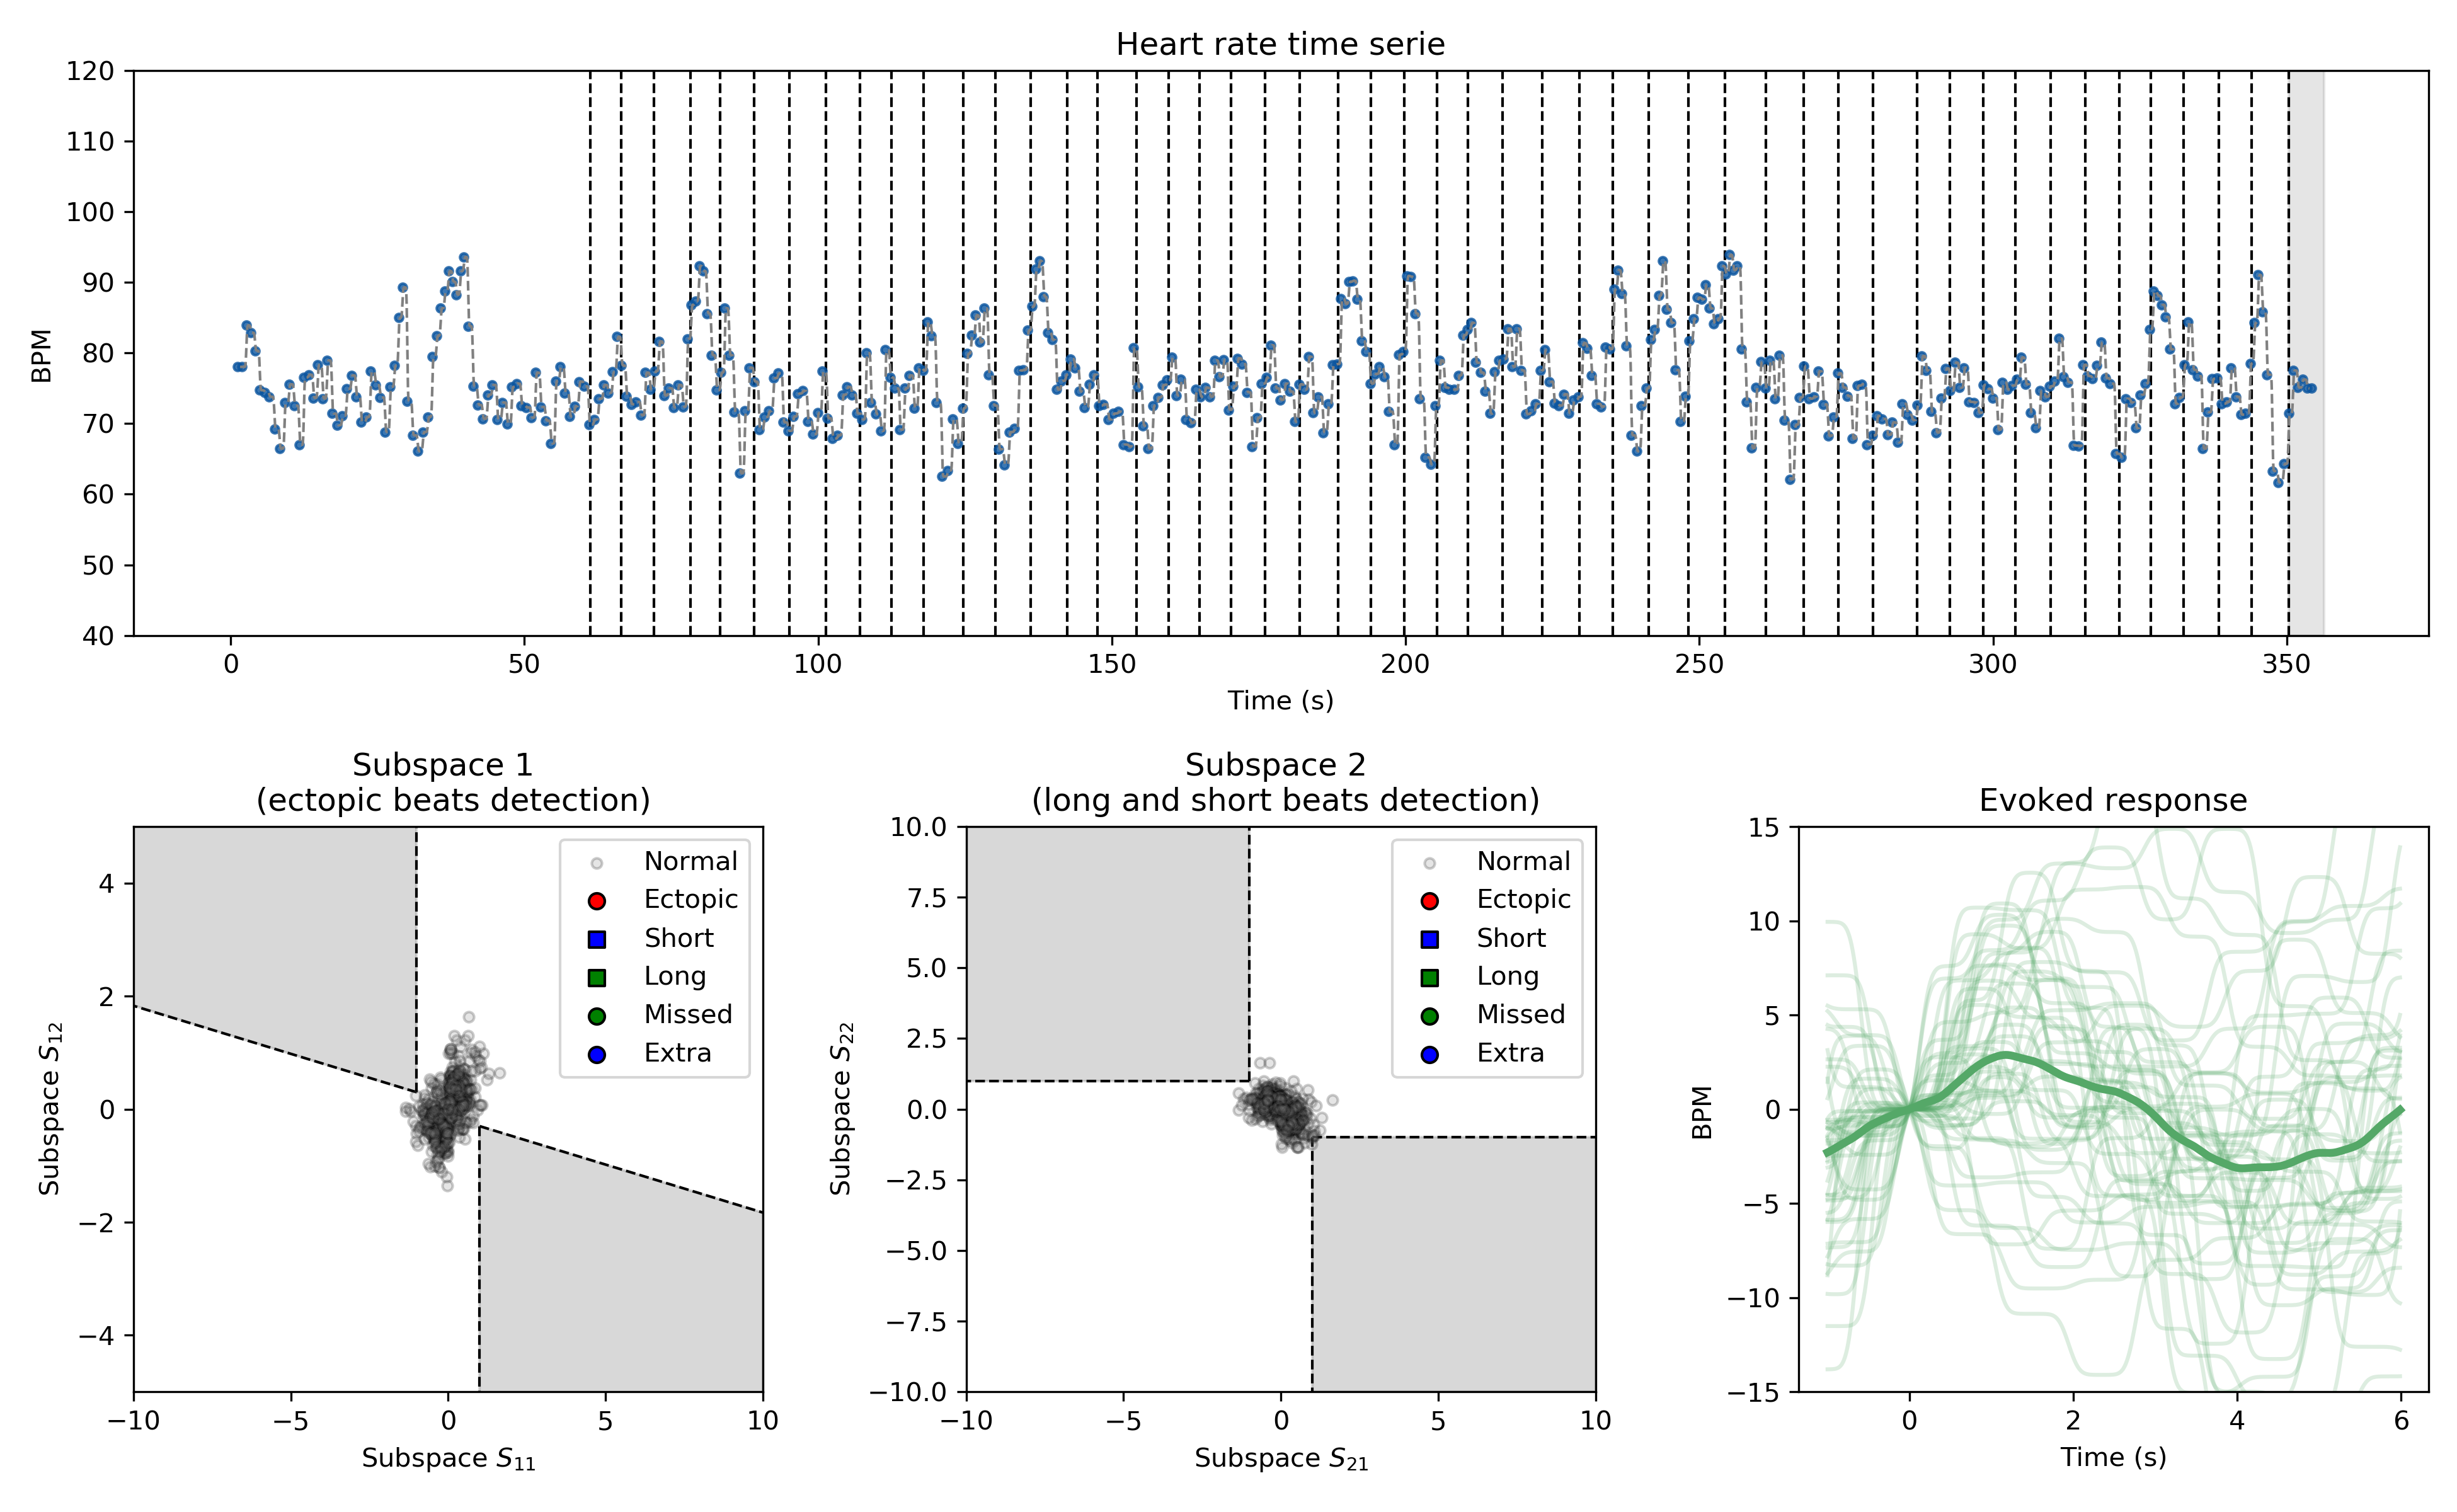 Heart rate time serie
120
110
100
90
80
70
60
50
40
BPM
0 50 100 150 200 250 300 350
Time (s)
Subspace 1
(ectopic beats detection)
4
2
0
−2
−4
Subspace S12
Normal
Ectopic
Short
Long
Missed
Extra
−10 −5 0 5 10
Subspace S11
Subspace 2
(long and short beats detection)
10.0
7.5
5.0
2.5
0.0
−2.5
−5.0
−7.5
−10.0
Subspace S22
Normal
Ectopic
Short
Long
Missed
Extra
−10 −5 0 5 10
Subspace S21
Evoked response
15
10
5
0
−5
−10
−15
BPM
0 2 4 6
Time (s)